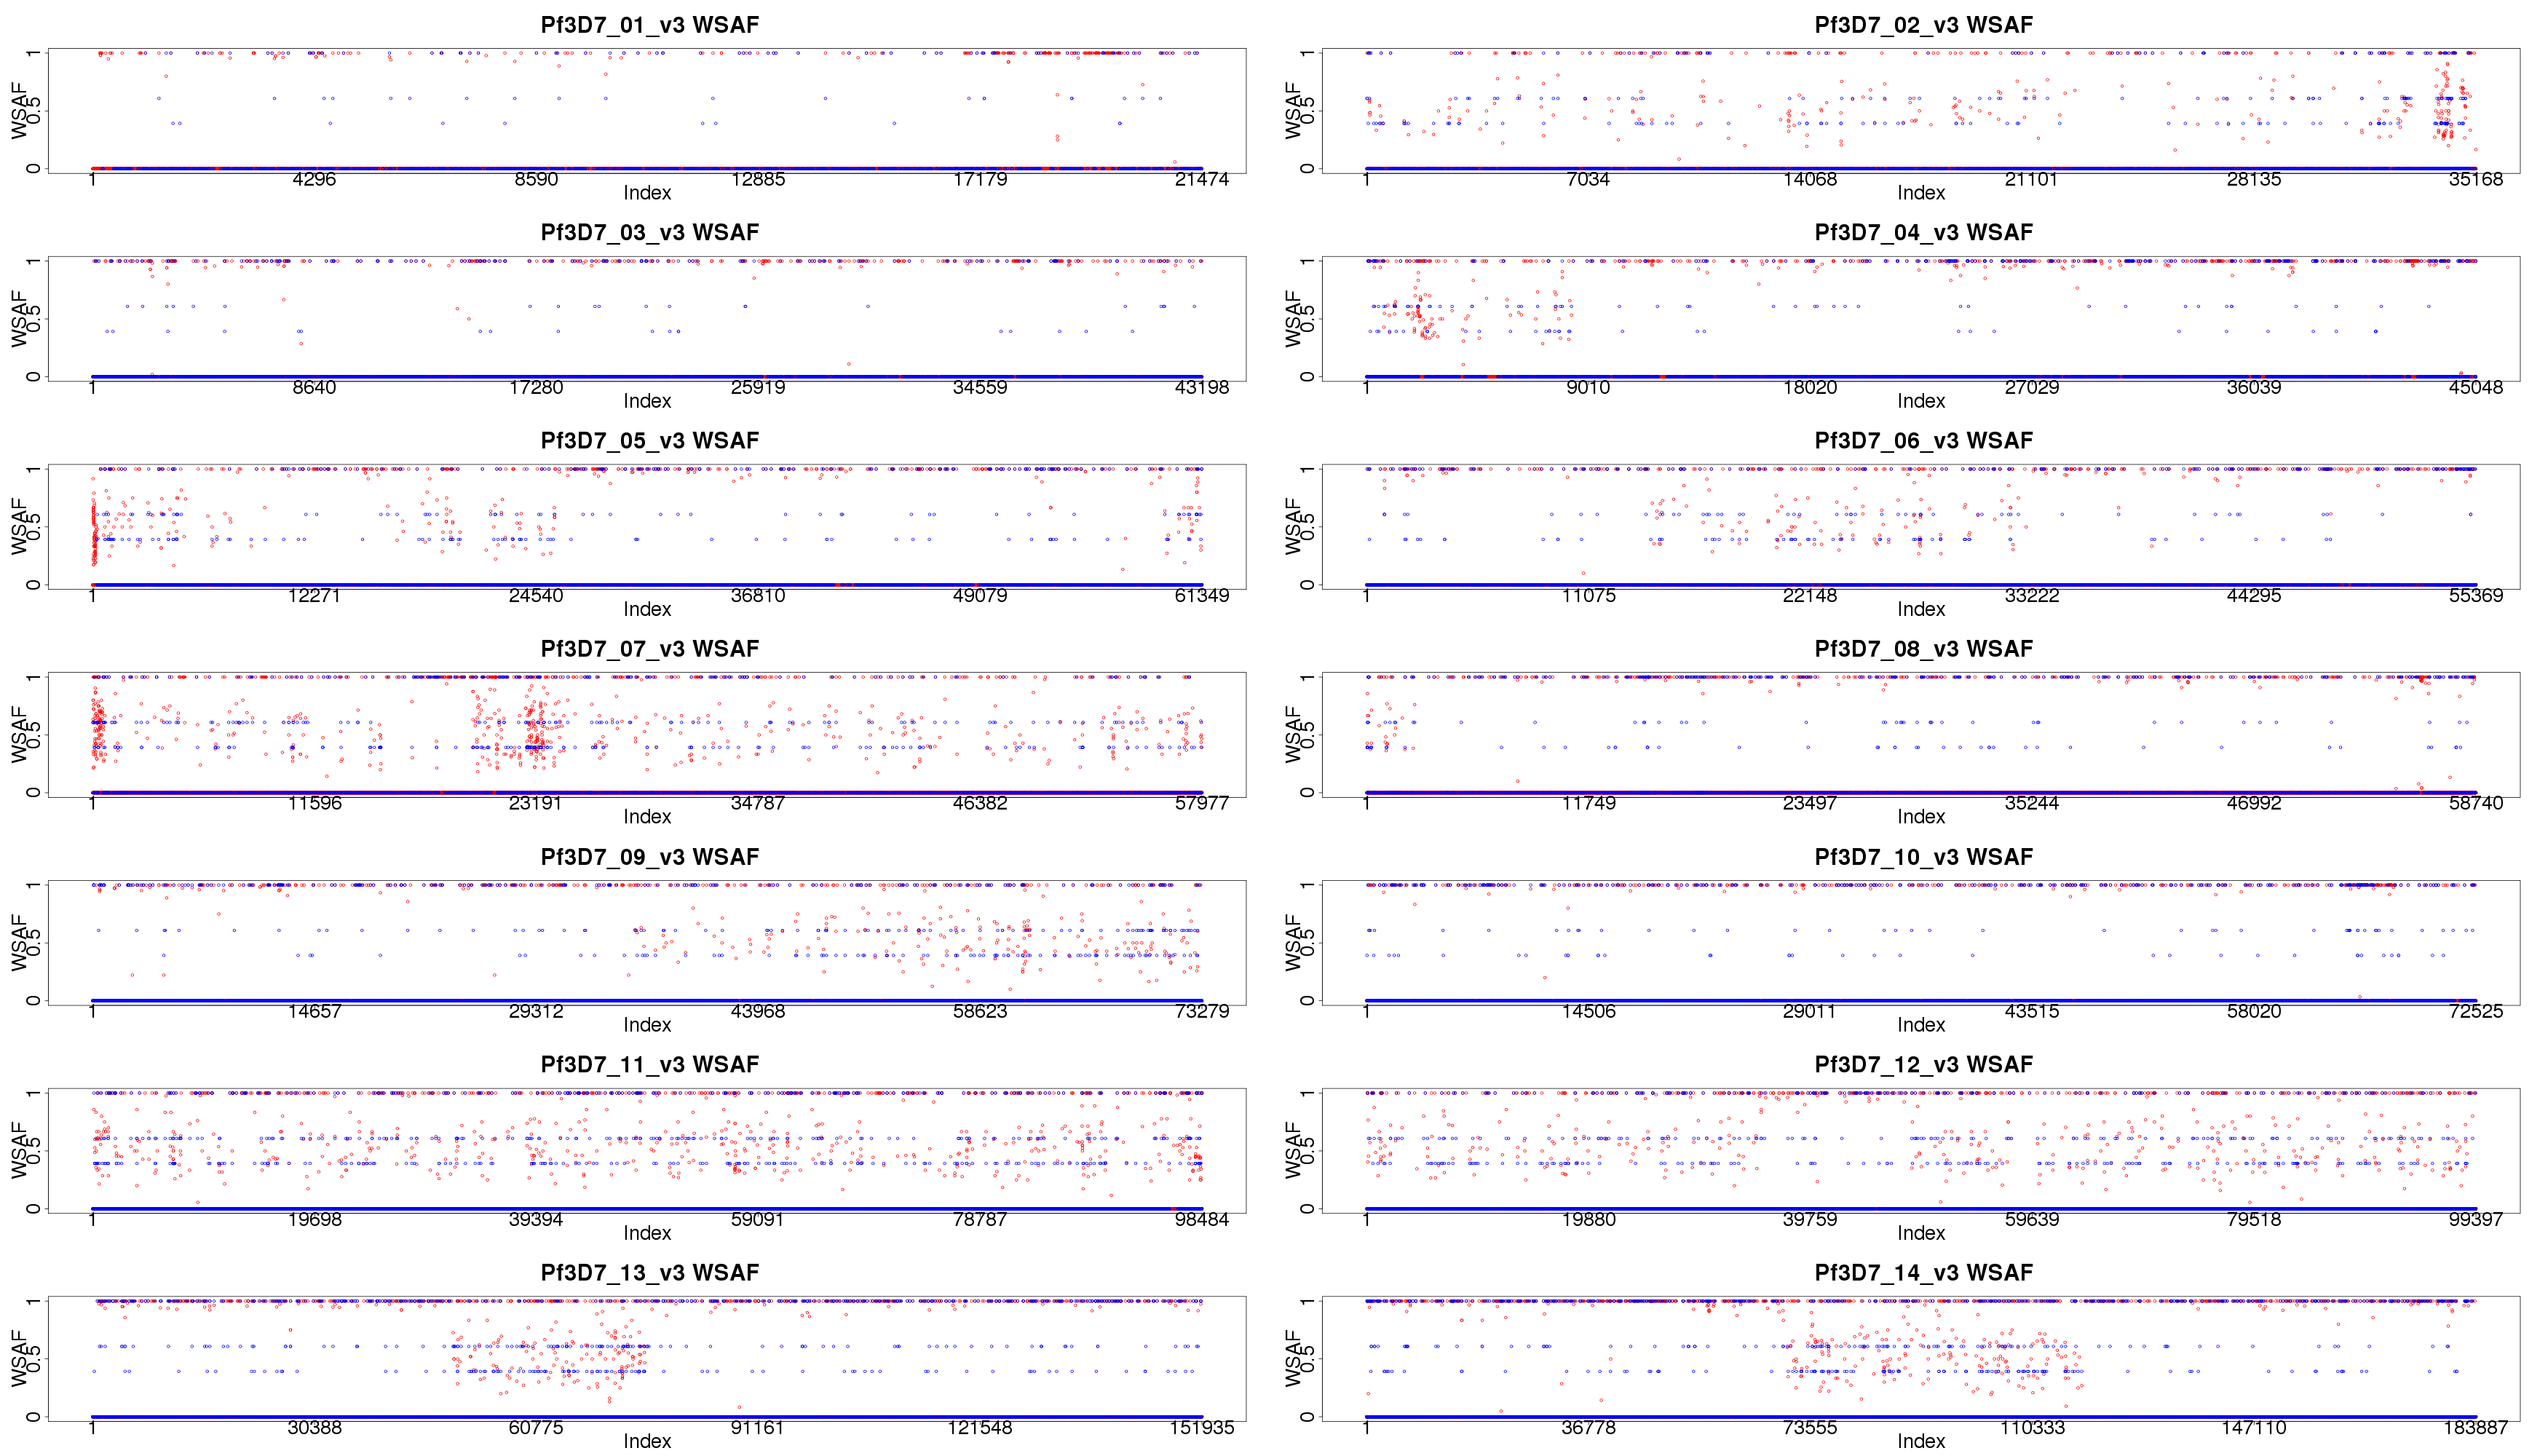 Pf3D7_01_v3 WSAF
WSAF
0 0.5 1
1 4296 8590 12885 17179 21474
Index
Pf3D7_02_v3 WSAF
WSAF
0 0.5 1
1 7034 14068 21101 28135 35168
Index
Pf3D7_03_v3 WSAF
WSAF
0 0.5 1
1 8640 17280 25919 34559 43198
Index
Pf3D7_04_v3 WSAF
WSAF
0 0.5 1
1 9010 18020 27029 36039 45048
Index
Pf3D7_05_v3 WSAF
WSAF
0 0.5 1
1 12271 24540 36810 49079 61349
Index
Pf3D7_06_v3 WSAF
WSAF
0 0.5 1
1 11075 22148 33222 44295 55369
Index
Pf3D7_07_v3 WSAF
WSAF
0 0.5 1
1 11596 23191 34787 46382 57977
Index
Pf3D7_08_v3 WSAF
WSAF
0 0.5 1
1 11749 23497 35244 46992 58740
Index
Pf3D7_09_v3 WSAF
WSAF
0 0.5 1
1 14657 29312 43968 58623 73279
Index
Pf3D7_10_v3 WSAF
WSAF
0 0.5 1
1 14506 29011 43515 58020 72525
Index
Pf3D7_11_v3 WSAF
WSAF
0 0.5 1
1 19698 39394 59091 78787 98484
Index
Pf3D7_12_v3 WSAF
WSAF
0 0.5 1
1 19880 39759 59639 79518 99397
Index
Pf3D7_13_v3 WSAF
WSAF
0 0.5 1
1 30388 60775 91161 121548 151935
Index
Pf3D7_14_v3 WSAF
WSAF
0 0.5 1
1 36778 73555 110333 147110 183887
Index